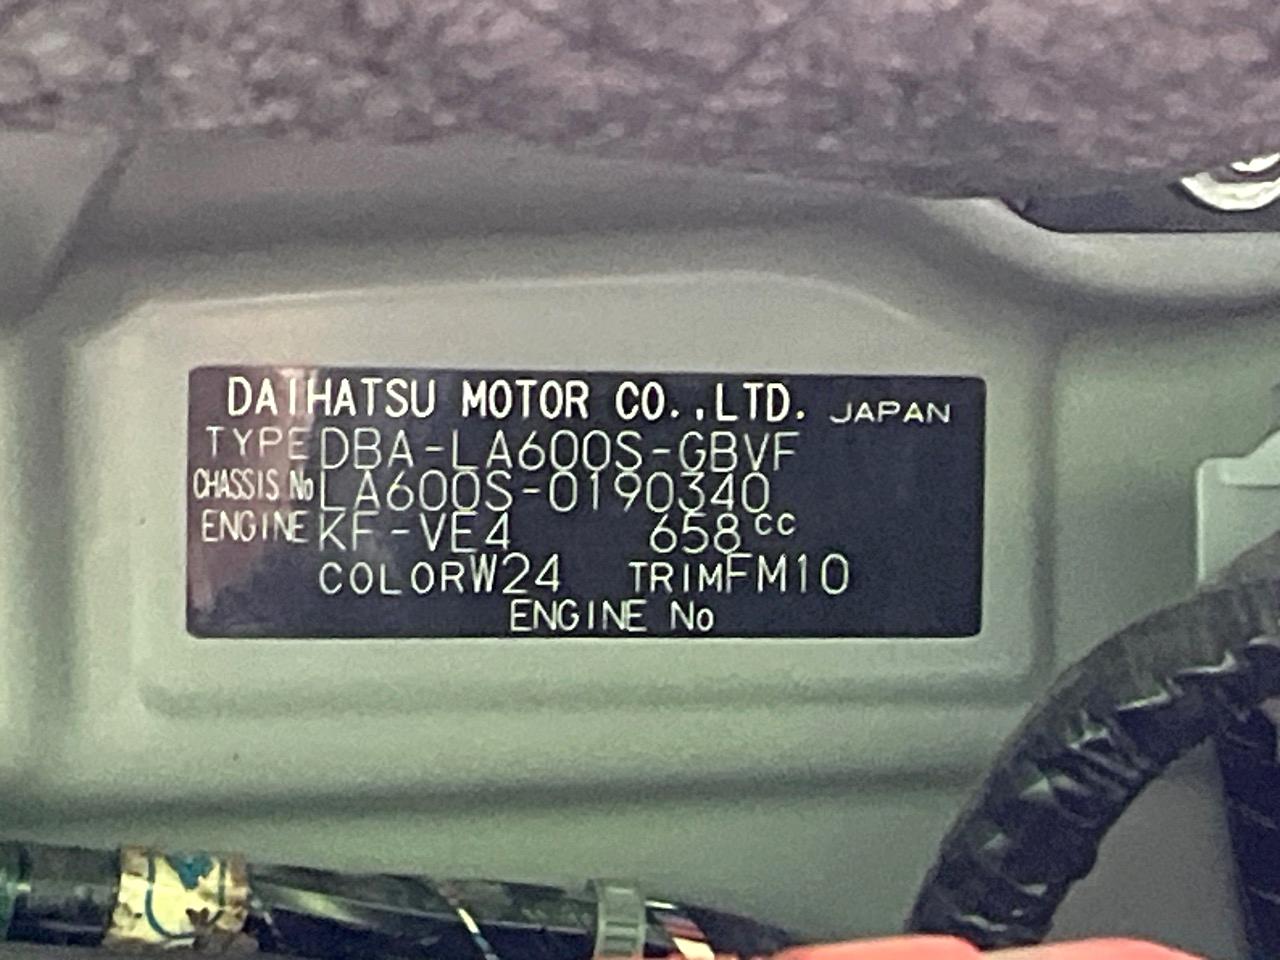 DAIHATSU MOTOR CO.,LTD. JAPAN
TYPE DBA-LA600S-GBVF
CHASSIS No LA600S-0190340
ENGINE KF-VE4 658cc
COLOR W24 TRIM FM10
ENGINE No